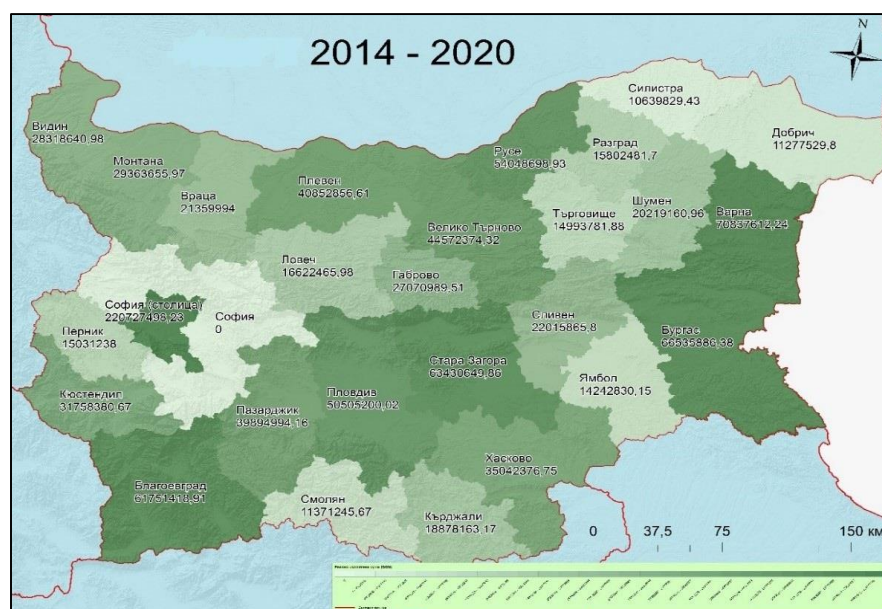 N
2014 - 2020
Силистра
10639829,43
Видин
28318640,98
Добрич
11277529,8
Русе
54048698,93
Разград
15802481,7
Монтана
29363655,97
Плевен
40852856,61
Враца
21359994
Търговище
14993781,88
Шумен
20219160,96
Варна
70837612,24
Велико Търново
44572374,32
Ловеч
16622465,98
Габрово
27070989,51
София (столица)
220727498,23
София
0
Перник
15031238
Сливен
22015865,8
Бургас
Стара Загора
63430649,86
Ямбол
14242830,15
Кюстендил
31758380,67
Пловдив
50505200,02
Пазарджик
39894994,16
Хасково
35042376,75
Благоевград
61751418,91
Смолян
11371245,67
Кърджали
18878163,17
0 37,5 75 150 км